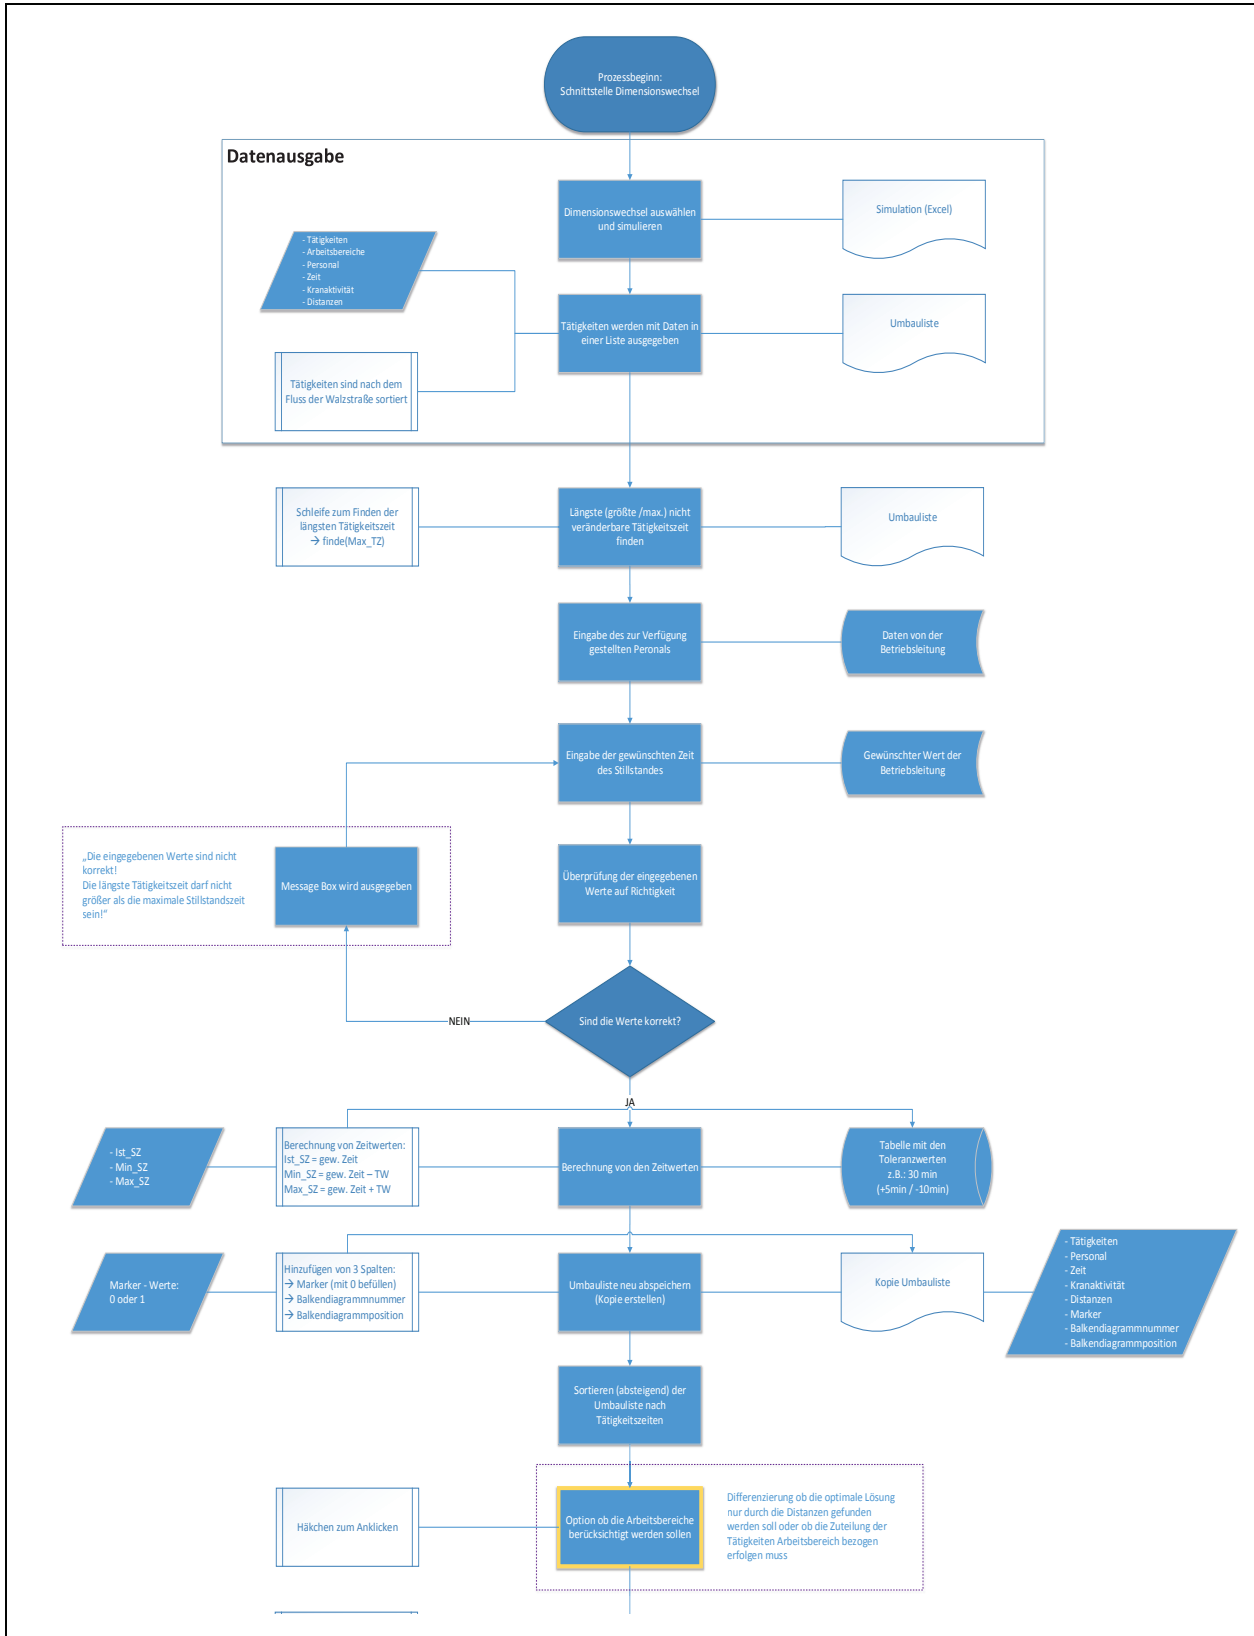 Prozessbeginn:
Schnittstelle Dimensionswechsel
Datenausgabe
Dimensionswechsel auswählen
und simulieren
Simulation (Excel)
- Tätigkeiten
- Arbeitsbereiche
- Personal
- Zeit
- Kranaktivität
- Distanzen
Tätigkeiten werden mit Daten in
einer Liste ausgegeben
Umbauliste
Tätigkeiten sind nach dem
Fluss der Walzstraße sortiert
Schleife zum Finden der
längsten Tätigkeitszeit
→ finde(Max_TZ)
Längste (größte /max.) nicht
veränderbare Tätigkeitszeit
finden
Umbauliste
Eingabe des zur Verfügung
gestellten Peronals
Daten von der
Betriebsleitung
Eingabe der gewünschten Zeit
des Stillstandes
Gewünschter Wert der
Betriebsleitung
„Die eingegebenen Werte sind nicht
korrekt!
Die längste Tätigkeitszeit darf nicht
größer als die maximale Stillstandszeit
sein!“
Message Box wird ausgegeben
Überprüfung der eingegebenen
Werte auf Richtigkeit
NEIN
Sind die Werte korrekt?
JA
- Ist_SZ
- Min_SZ
- Max_SZ
Berechnung von Zeitwerten:
Ist_SZ = gew. Zeit
Min_SZ = gew. Zeit – TW
Max_SZ = gew. Zeit + TW
Berechnung von den Zeitwerten
Tabelle mit den
Toleranzwerten
z.B.: 30 min
(+5min / -10min)
Marker - Werte:
0 oder 1
Hinzufügen von 3 Spalten:
→ Marker (mit 0 befüllen)
→ Balkendiagrammnummer
→ Balkendiagrammposition
Umbauliste neu abspeichern
(Kopie erstellen)
Kopie Umbauliste
- Tätigkeiten
- Personal
- Zeit
- Kranaktivität
- Distanzen
- Marker
- Balkendiagrammnummer
- Balkendiagrammposition
Sortieren (absteigend) der
Umbauliste nach
Tätigkeitszeiten
Häkchen zum Anklicken
Option ob die Arbeitsbereiche
berücksichtigt werden sollen
Differenzierung ob die optimale Lösung
nur durch die Distanzen gefunden
werden soll oder ob die Zuteilung der
Tätigkeiten Arbeitsbereich bezogen
erfolgen muss